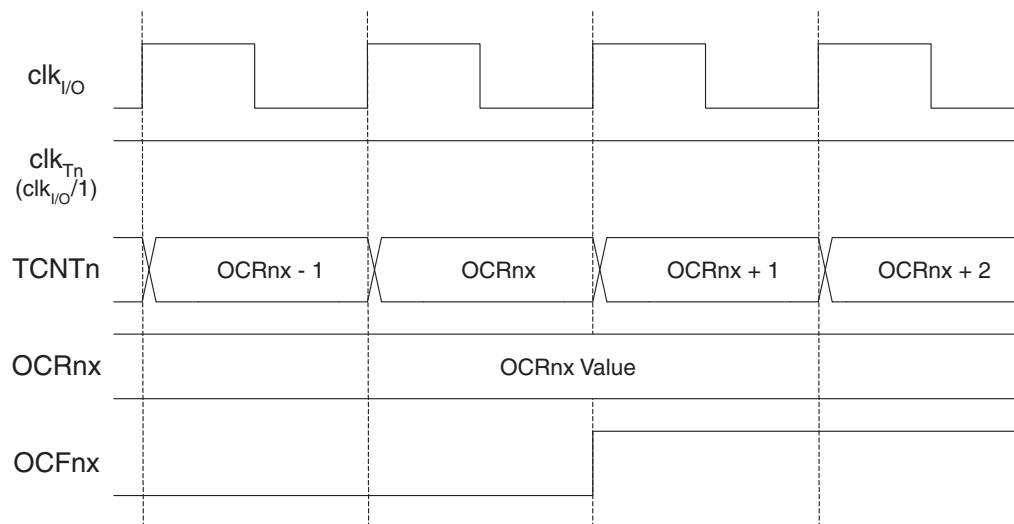 clkI/O
clkTn
(clkI/O/1)
TCNTn OCRnx - 1 OCRnx OCRnx + 1 OCRnx + 2
OCRnx OCRnx Value
OCFnx